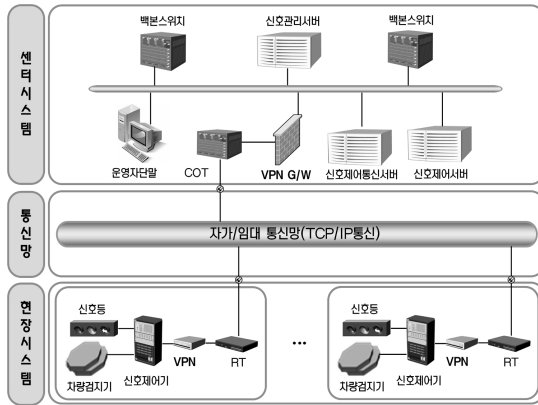 센터시스템
백본스위치
신호관리서버
백본스위치
운영자단말
COT
VPN G/W
신호제어통신서버
신호제어서버
통신망
자가/임대 통신망(TCP/IP통신)
현장시스템
신호등
차량검지기
신호제어기
VPN
RT
...
신호등
차량검지기
신호제어기
VPN
RT